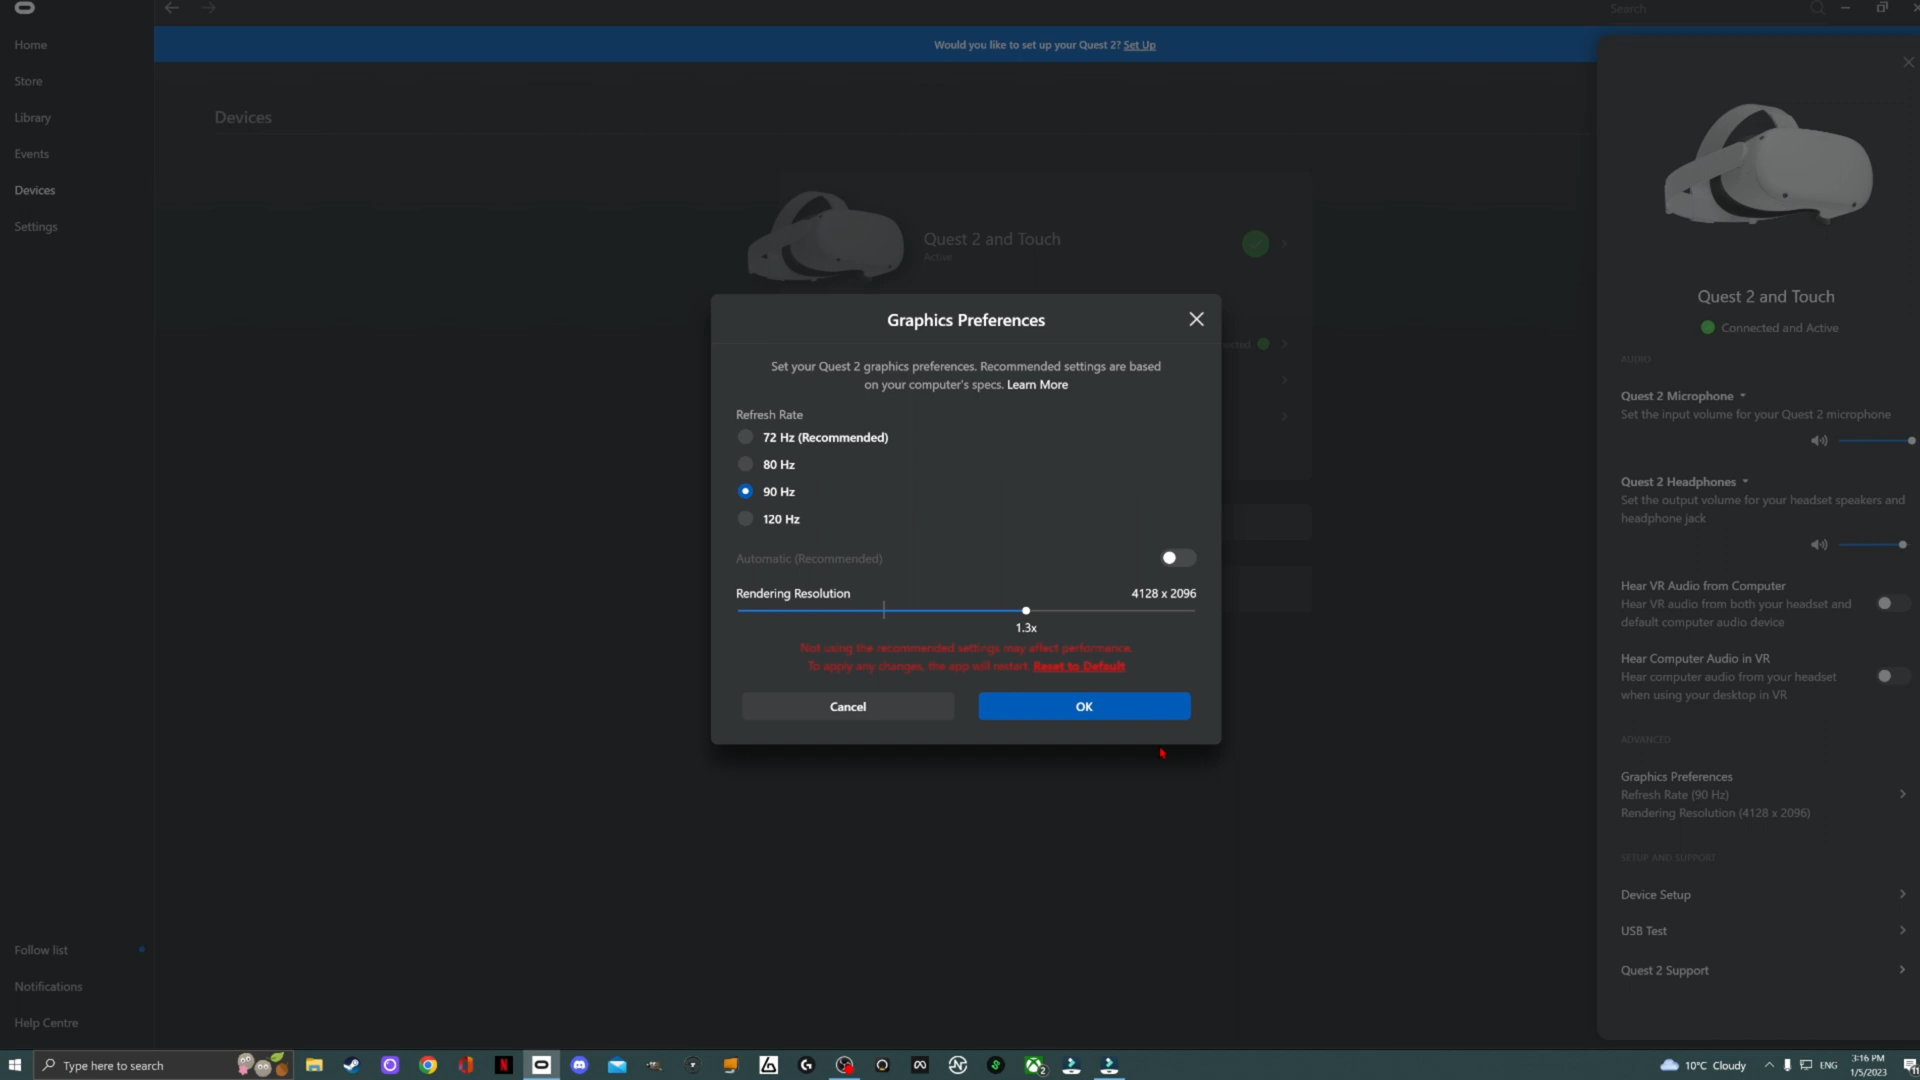 Search
Home
Store
Library
Events
Devices
Settings
Follow list
Notifications
Help Centre
Would you like to set up your Quest 2? Set Up
Devices
Quest 2 and Touch
Active
Graphics Preferences
Set your Quest 2 graphics preferences. Recommended settings are based
on your computer's specs. Learn More
Refresh Rate
72 Hz (Recommended)
80 Hz
90 Hz
120 Hz
Automatic (Recommended)
Rendering Resolution 4128 x 2096
1.3x
Not using the recommended settings may affect performance.
To apply any changes, the app will restart. Reset to Default
Cancel
OK
Quest 2 and Touch
Connected and Active
AUDIO
Quest 2 Microphone
Set the input volume for your Quest 2 microphone
Quest 2 Headphones
Set the output volume for your headset speakers and
headphone jack
Hear VR Audio from Computer
Hear VR audio from both your headset and
default computer audio device
Hear Computer Audio in VR
Hear computer audio from your headset
when using your desktop in VR
ADVANCED
Graphics Preferences
Refresh Rate (90 Hz)
Rendering Resolution (4128 x 2096)
SETUP AND SUPPORT
Device Setup
USB Test
Quest 2 Support
Type here to search
10°C Cloudy
ENG
3:16 PM
1/5/2023